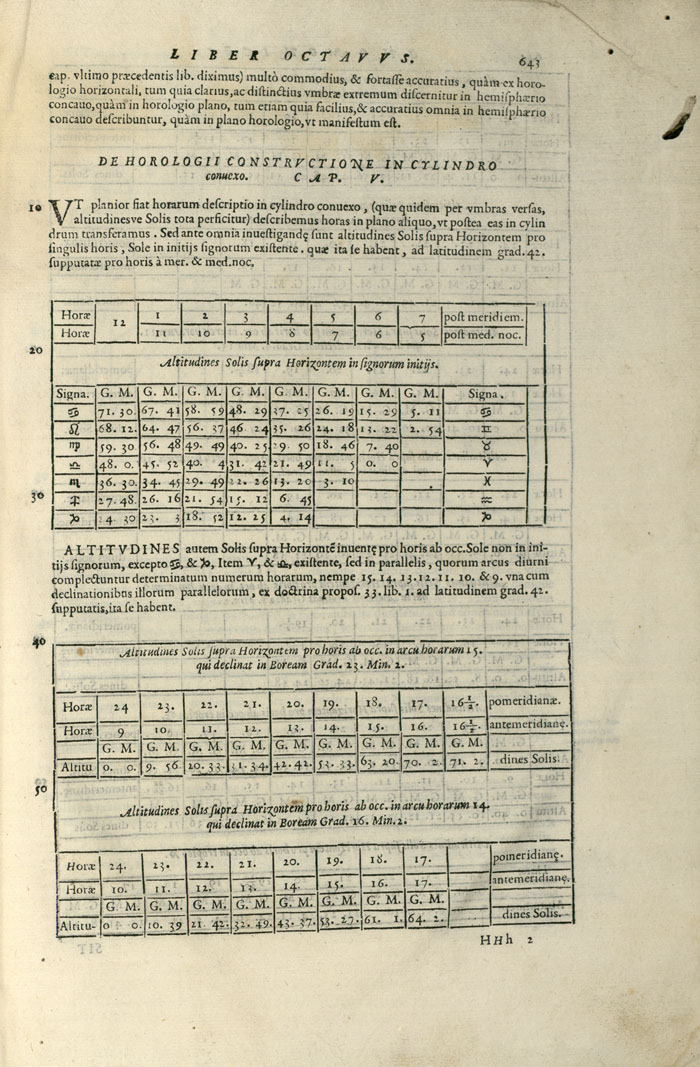 LIBER OCTAVVS. 643
cap. vltimo præcedentis lib. diximus) multò commodius, & fortasse accuratius, quàm ex horo-
logio horizontali, tum quia clarius, ac distinctius vmbræ extremum discernitur in hemisphærio
concauo, quàm in horologio plano, tum etiam quia facilius, & accuratius omnia in hemisphærio
concauo describuntur, quàm in plano horologio, vt manifestum est.
DE HOROLOGII CONSTRVCTIONE IN CYLINDRO
conuexo. CAP. V.
10 VT planior fiat horarum descriptio in cylindro conuexo, (quæ quidem per vmbras versas,
altitudinesve Solis tota perficitur) describemus horas in plano aliquo, vt postea eas in cylin
drum transferamus. Sed ante omnia inuestigandę sunt altitudines Solis supra Horizontem pro
singulis horis, Sole in initijs signorum existente. quæ ita se habent, ad latitudinem grad. 42.
supputatæ pro horis à mer. & med. noc.
Horæ 12 1 2 3 4 5 6 7 post meridiem.
Horæ 11 10 9 8 7 6 5 post med. noc.
20
Altitudines Solis supra Horizontem in signorum initijs.
Signa. G. M. G. M. G. M. G. M. G. M. G. M. G. M. G. M. Signa.
♋ 71. 30. 67. 41 58. 59 48. 29 37. 25 26. 19 15. 29 5. 11 ♋
♌ 68. 12. 64. 47 56. 37 46. 24 35. 26 24. 18 13. 22 2. 54 ♊
♍ 59. 30 56. 48 49. 49 40. 25 29. 50 18. 46 7. 40 ♉
♎ 48. 0. 45. 52 40. 4 31. 42 21. 49 11. 5 0. 0 ♈
♏ 36. 30. 34. 45 29. 49 22. 26 13. 20 3. 10 ♓
30 ♐ 27. 48. 26. 16 21. 54 15. 12 6. 45 ♒
♑ 24 30 23. 3 18. 52 12. 25 4. 14 ♑
ALTITVDINES autem Solis supra Horizontē inuentę pro horis ab occ. Sole non in ini-
tijs signorum, excepto ♋, & ♑, Item ♈, & ♎, existente, sed in parallelis, quorum arcus diurni
complectuntur determinatum numerum horarum, nempe 15. 14. 13. 12. 11. 10. & 9. vna cum
declinationibus illorum parallelorum, ex doctrina propos. 33. lib. 1. ad latitudinem grad. 42.
supputatis, ita se habent.
40
Altitudines Solis supra Horizontem pro horis ab occ. in arcu horarum 15.
qui declinat in Boream Grad. 23. Min. 2.
Horæ 24 23. 22. 21. 20. 19. 18. 17. 16 1/2. pomeridianæ.
Horæ 9 10. 11. 12. 13. 14. 15. 16. 16 1/2. antemeridianę.
G. M. G. M. G. M. G. M. G. M. G. M. G. M. G. M. G. M.
Altitu 0. 0. 9. 56 20. 33. 31. 34. 42. 42. 53. 33. 63. 20 70. 2. 71. 2. dines Solis.
50
Altitudines Solis supra Horizontem pro horis ab occ. in arcu horarum 14.
qui declinat in Boream Grad. 16. Min. 2.
Horæ 24. 23. 22. 21. 20. 19. 18. 17. pomeridianę.
Horæ 10. 11. 12. 13. 14. 15. 16. 17. antemeridianę.
G. M. G. M. G. M. G. M. G. M. G. M. G. M. G. M.
Altitu- 0 0. 10. 39 21 42. 32. 49. 43. 37. 53. 27. 61. 1. 64. 2. dines Solis.
HHh 2